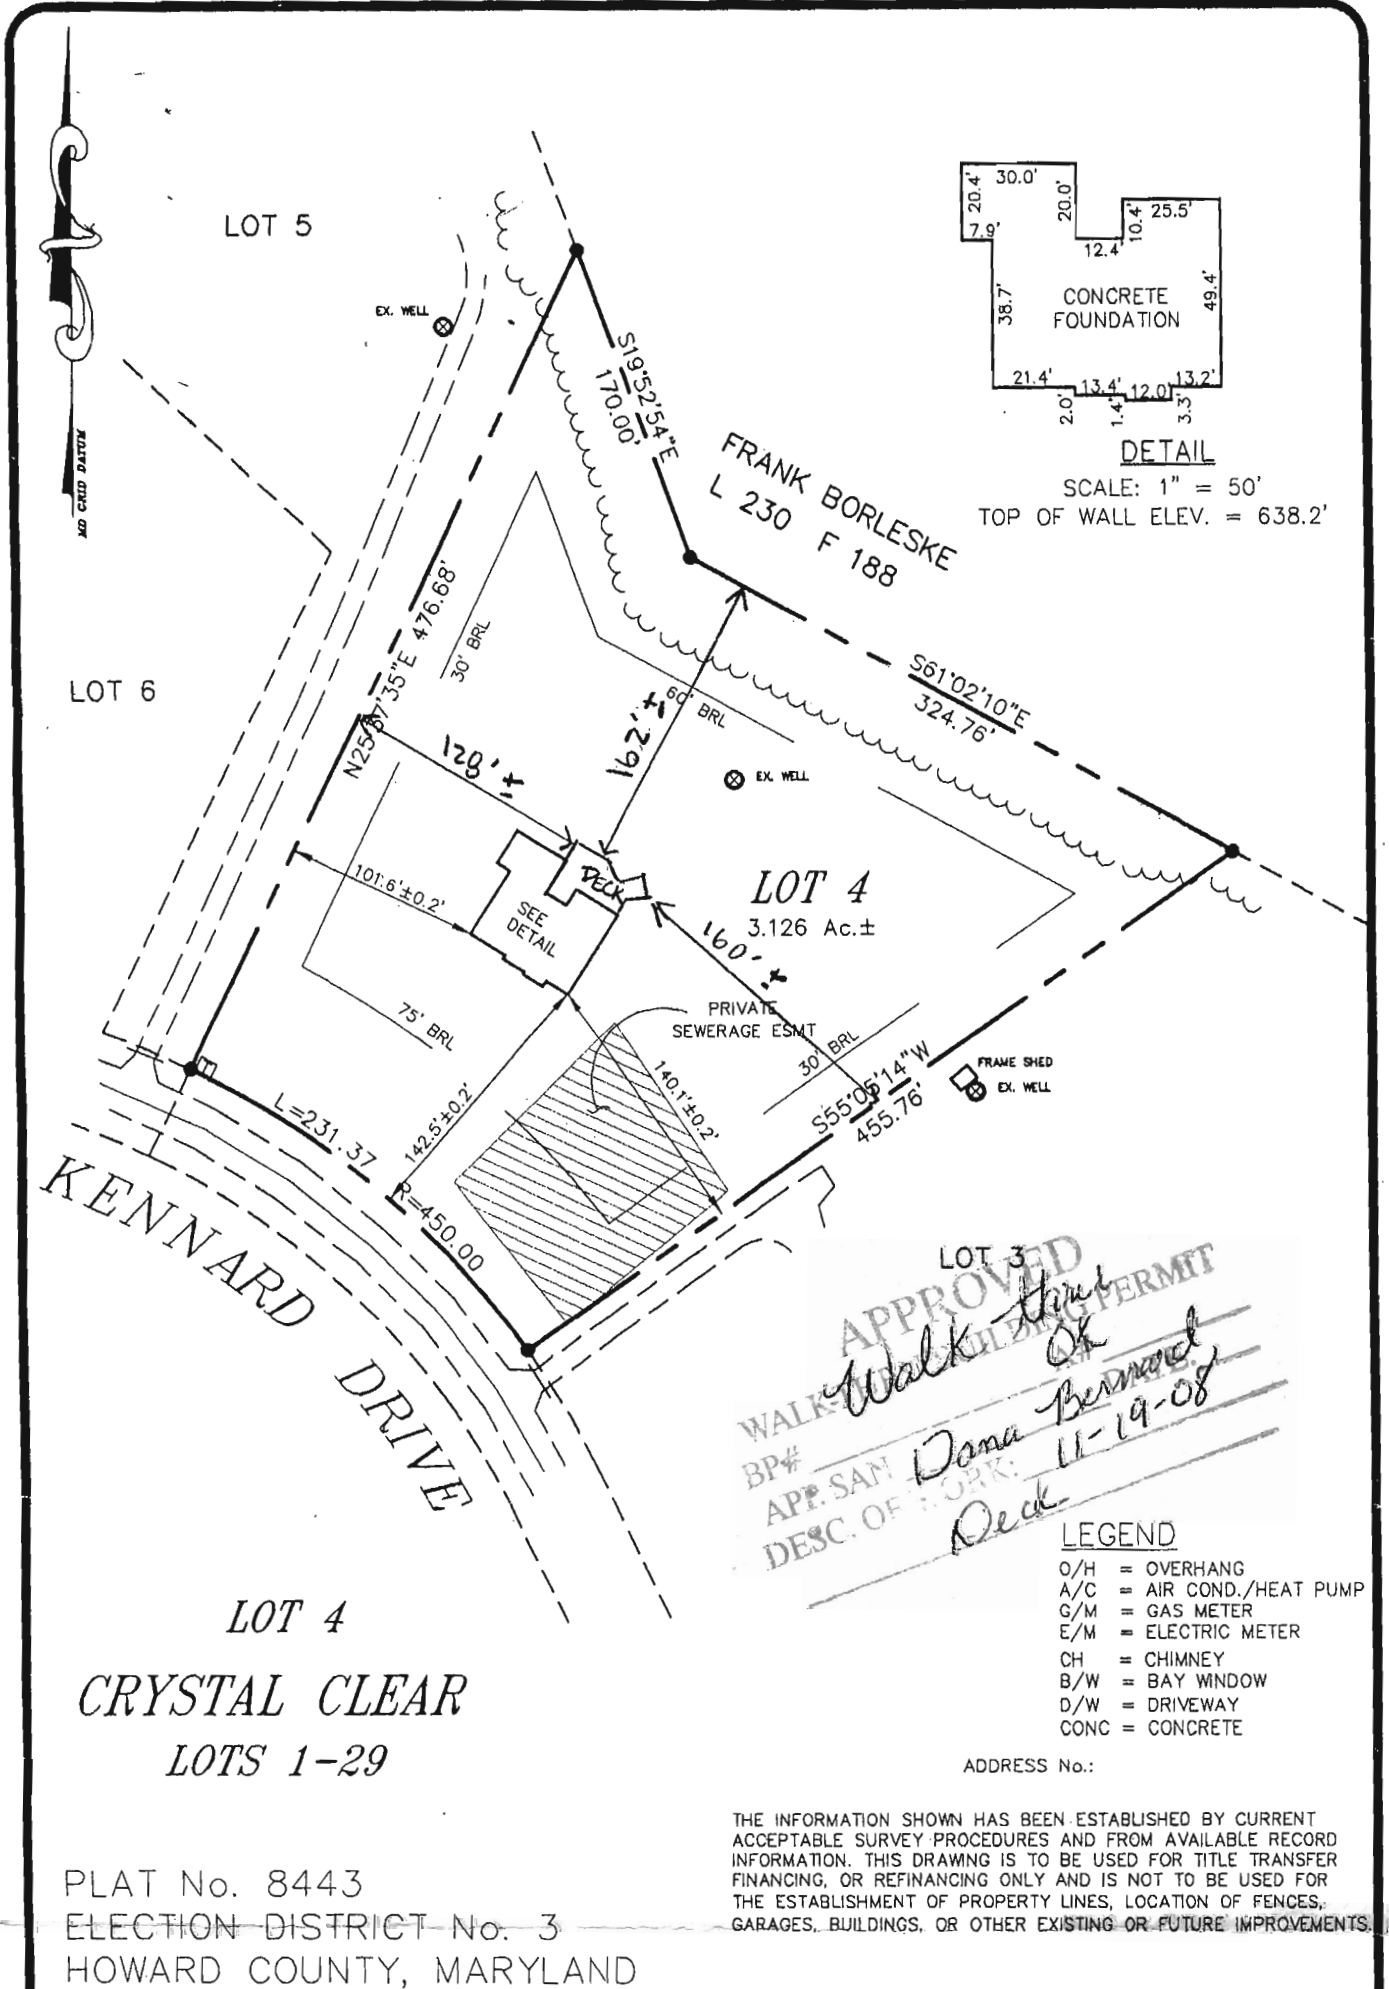 LOT 5
EX. WELL
MD GRID DATUM
LOT 6
S19°52'54"E
170.00'
FRANK BORLESKE
L 230 F 188
20.4'
30.0'
20.0'
10.4'
25.5'
7.9'
12.4'
38.7'
CONCRETE
FOUNDATION
49.4'
21.4'
13.4'
12.0'
13.2'
2.0'
1.4'
3.3'
DETAIL
SCALE: 1" = 50'
TOP OF WALL ELEV. = 638.2'
N25°57'35"E 476.68'
30' BRL
60' BRL
S61°02'10"E
324.76'
128'±
162'±
EX. WELL
101.6'±0.2'
DECK
SEE
DETAIL
LOT 4
3.126 Ac.±
160'±
75' BRL
PRIVATE
SEWERAGE ESMT
30' BRL
FRAME SHED
EX. WELL
S55°05'14"W
455.76'
142.5'±0.2'
140.1'±0.2'
L=231.37
R=450.00
KENNARD DRIVE
LOT 3
APPROVED
WALK-THRU BUILDING PERMIT
BP# A#
APP. SAN DATE:
DESC. OF WORK:
Walk thru
OK
Dana Bernard
11-19-08
Deck
LEGEND
O/H = OVERHANG
A/C = AIR COND./HEAT PUMP
G/M = GAS METER
E/M = ELECTRIC METER
CH = CHIMNEY
B/W = BAY WINDOW
D/W = DRIVEWAY
CONC = CONCRETE
ADDRESS No.:
LOT 4
CRYSTAL CLEAR
LOTS 1-29
THE INFORMATION SHOWN HAS BEEN ESTABLISHED BY CURRENT
ACCEPTABLE SURVEY PROCEDURES AND FROM AVAILABLE RECORD
INFORMATION. THIS DRAWING IS TO BE USED FOR TITLE TRANSFER
FINANCING, OR REFINANCING ONLY AND IS NOT TO BE USED FOR
THE ESTABLISHMENT OF PROPERTY LINES, LOCATION OF FENCES,
GARAGES, BUILDINGS, OR OTHER EXISTING OR FUTURE IMPROVEMENTS.
PLAT No. 8443
ELECTION DISTRICT No. 3
HOWARD COUNTY, MARYLAND